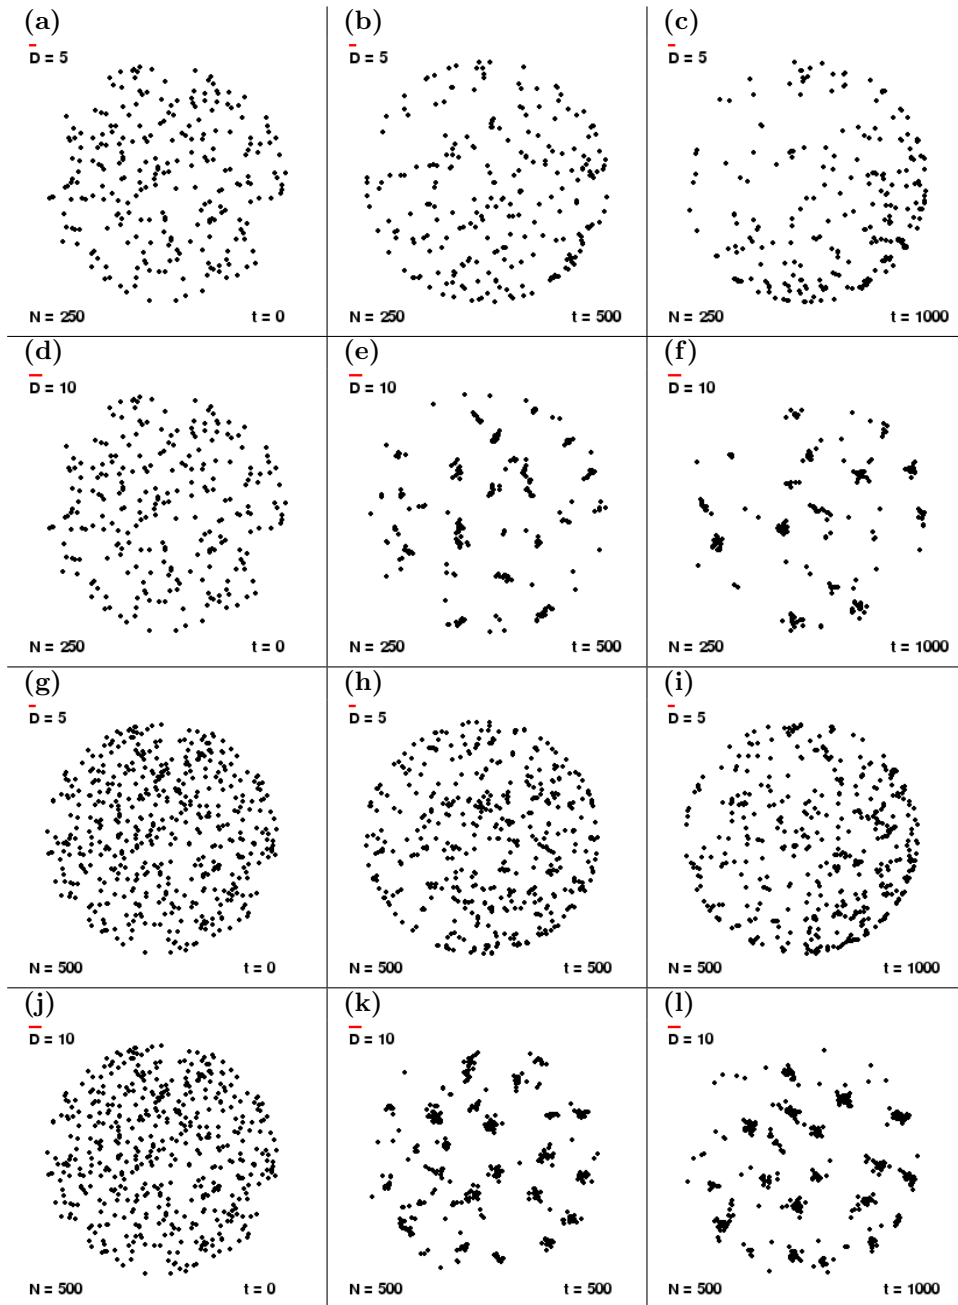 (a) (b) (c)
D = 5 D = 5 D = 5
N = 250 t = 0 N = 250 t = 500 N = 250 t = 1000
(d) (e) (f)
D = 10 D = 10 D = 10
N = 250 t = 0 N = 250 t = 500 N = 250 t = 1000
(g) (h) (i)
D = 5 D = 5 D = 5
N = 500 t = 0 N = 500 t = 500 N = 500 t = 1000
(j) (k) (l)
D = 10 D = 10 D = 10
N = 500 t = 0 N = 500 t = 500 N = 500 t = 1000